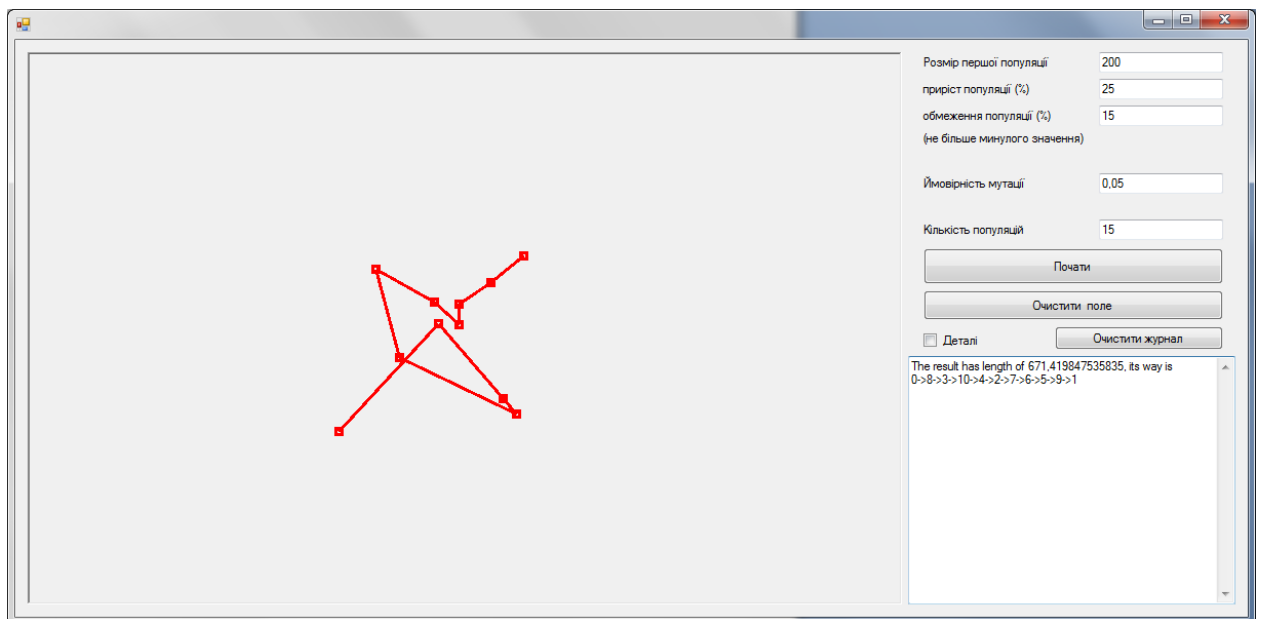 Розмір першої популяції 200
приріст популяції (%) 25
обмеження популяції (%) 15
(не більше минулого значення)
Ймовірність мутації 0,05
Кількість популяцій 15
Почати
Очистити поле
Деталі Очистити журнал
The result has length of 671,419847535835, its way is
0->8->3->10->4->2->7->6->5->9->1